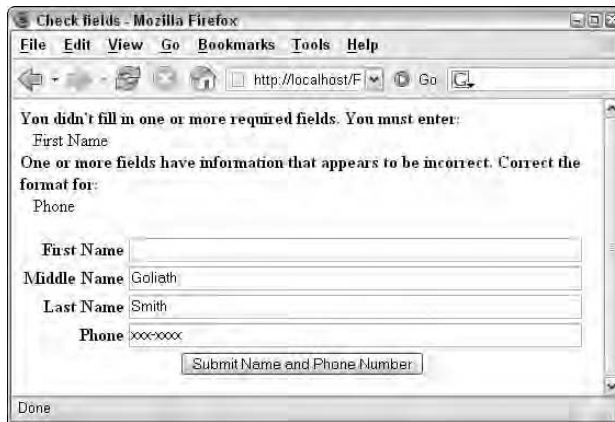 Check fields - Mozilla Firefox
File Edit View Go Bookmarks Tools Help
http://localhost/F Go G
You didn't fill in one or more required fields. You must enter:
First Name
One or more fields have information that appears to be incorrect. Correct the
format for:
Phone
First Name
Middle Name Goliath
Last Name Smith
Phone xxx-xxxx
Submit Name and Phone Number
Done